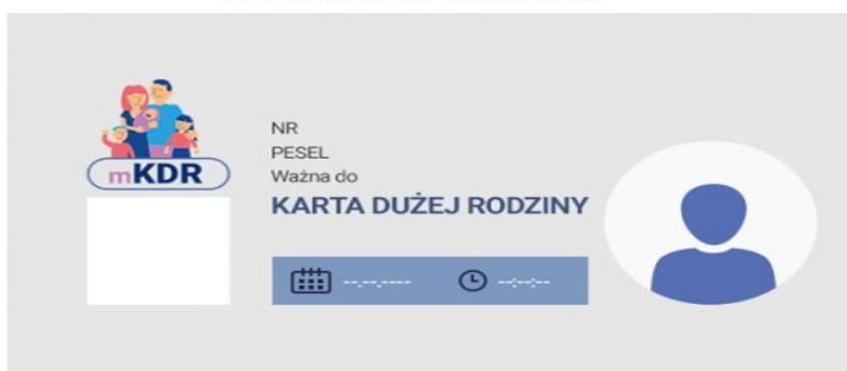 mKDR
NR
PESEL
Ważna do
KARTA DUŻEJ RODZINY
--.--.----
--:--:--